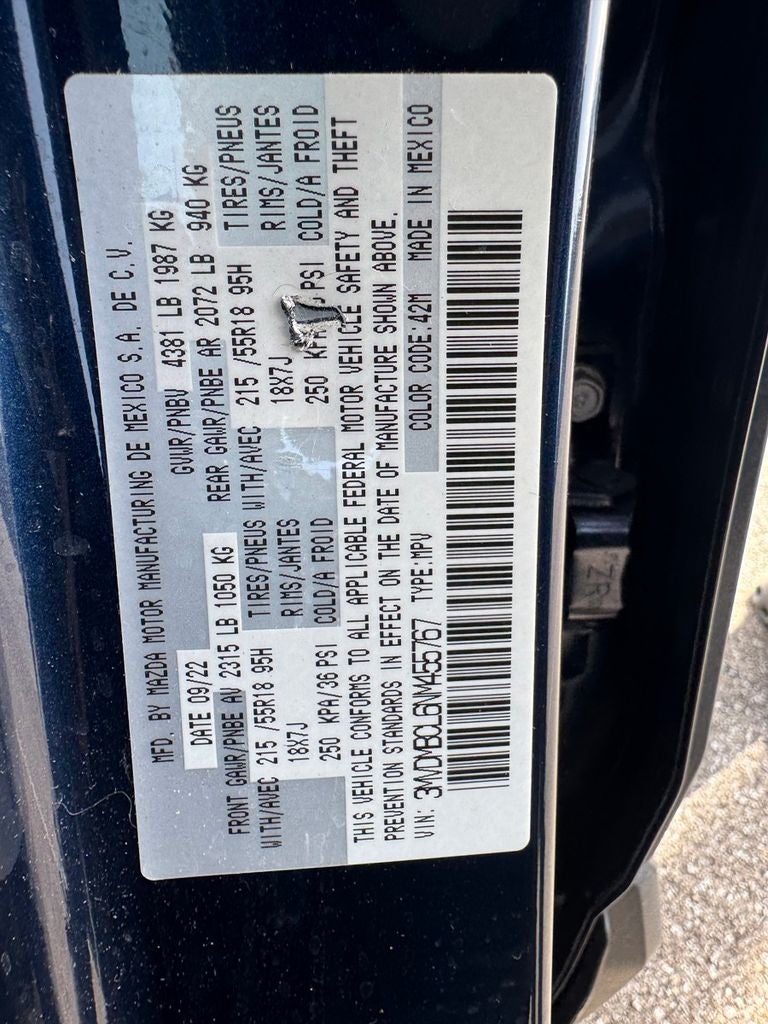 MFD. BY MAZDA MOTOR MANUFACTURING DE MEXICO S.A. DE C.V.
DATE 09/22 GVWR/PNBV 4381 LB 1987 KG
FRONT GAWR/PNBE AV 2315 LB 1050 KG REAR GAWR/PNBE AR 2072 LB 940 KG
WITH/AVEC 215 /55R18 95H TIRES/PNEUS WITH/AVEC 215 /55R18 95H TIRES/PNEUS
18X7J RIMS/JANTES 18X7J RIMS/JANTES
250 KPA/36 PSI COLD/A FROID 250 PSI COLD/A FROID
THIS VEHICLE CONFORMS TO ALL APPLICABLE FEDERAL MOTOR VEHICLE SAFETY AND THEFT
PREVENTION STANDARDS IN EFFECT ON THE DATE OF MANUFACTURE SHOWN ABOVE.
VIN: 3MVDMBCL6NM455767 TYPE:MPV COLOR CODE:42M MADE IN MEXICO